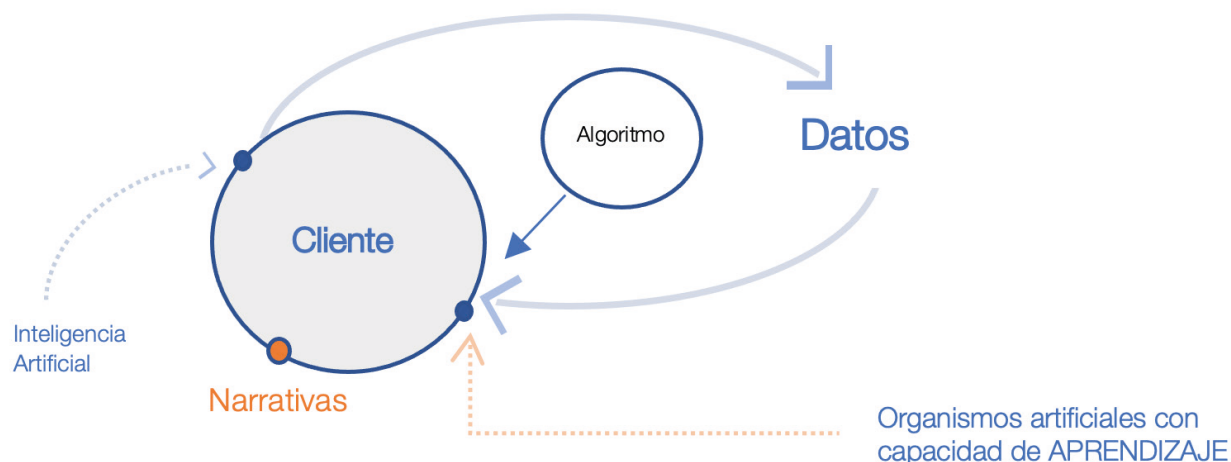 Algoritmo
Datos
Cliente
Inteligencia
Artificial
Narrativas
Organismos artificiales con
capacidad de APRENDIZAJE